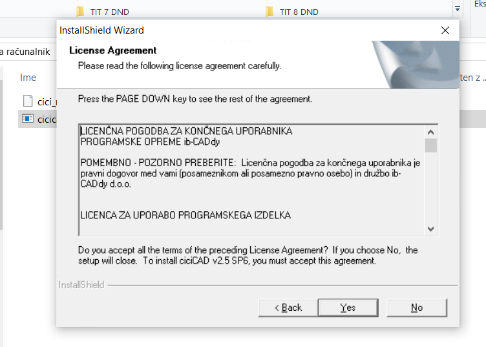 TIT 7 DND
TIT 8 DND
Eks
InstallShield Wizard
a računalnik
License Agreement
Please read the following license agreement carefully.
Ime
ten z ..
Press the PAGE DOWN key to see the rest of the agreement.
cici_
cicic
LICENČNA POGODBA ZA KONČNEGA UPORABNIKA
PROGRAMSKE OPREME ib-CADdy
POMEMBNO - POZORNO PREBERITE: Licenčna pogodba za končnega uporabnika je
pravni dogovor med vami (posameznikom ali posamezno pravno osebo) in družbo ib-
CADdy d.o.o.
LICENCA ZA UPORABO PROGRAMSKEGA IZDELKA
Do you accept all the terms of the preceding License Agreement? If you choose No, the
setup will close. To install ciciCAD v2.5 SP6, you must accept this agreement.
InstallShield
< Back
Yes
No